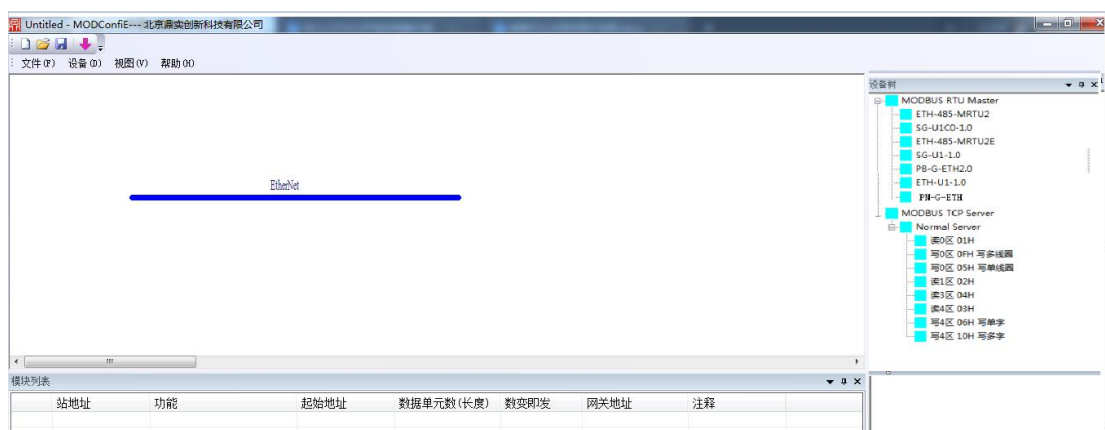 Untitled - MODConfiE--- 北京鼎实创新科技有限公司
文件(F) 设备(D) 视图(V) 帮助(H)
EtherNet
设备树
MODBUS RTU Master
ETH-485-MRTU2
SG-U1CO-1.0
ETH-485-MRTU2E
SG-U1-1.0
PB-G-ETH2.0
ETH-U1-1.0
PN-G-ETH
MODBUS TCP Server
Normal Server
读0区 01H
写0区 0FH 写多线圈
写0区 05H 写单线圈
读1区 02H
读3区 04H
读4区 03H
写4区 06H 写单字
写4区 10H 写多字
模块列表
站地址 功能 起始地址 数据单元数(长度) 数变即发 网关地址 注释